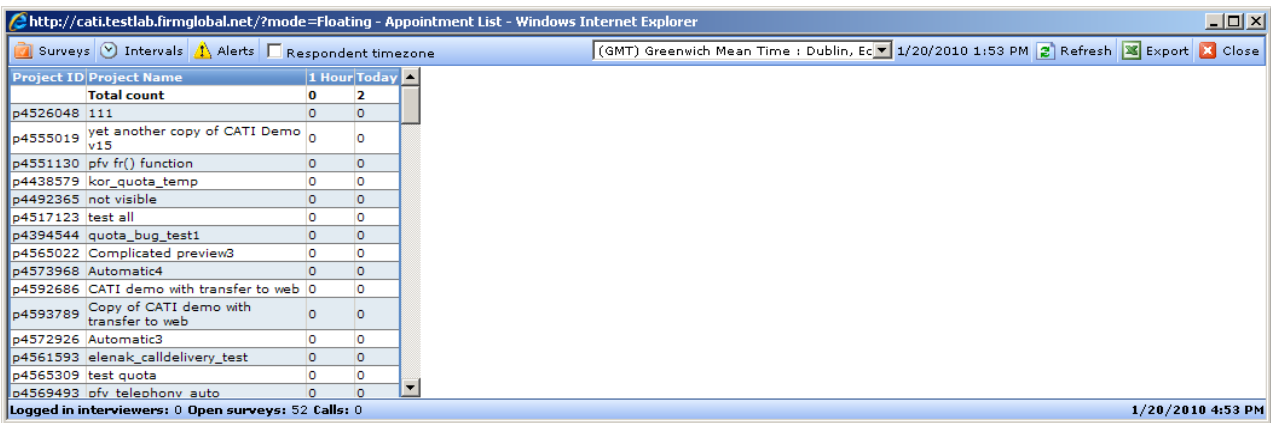 http://cati.testlab.firmglobal.net/?mode=Floating - Appointment List - Windows Internet Explorer
Surveys Intervals Alerts Respondent timezone (GMT) Greenwich Mean Time : Dublin, Ec 1/20/2010 1:53 PM Refresh Export Close
Project ID Project Name 1 Hour Today
Total count 0 2
p4526048 111 0 0
p4555019 yet another copy of CATI Demo v15 0 0
p4551130 pfv fr() function 0 0
p4438579 kor_quota_temp 0 0
p4492365 not visible 0 0
p4517123 test all 0 0
p4394544 quota_bug_test1 0 0
p4565022 Complicated preview3 0 0
p4573968 Automatic4 0 0
p4592686 CATI demo with transfer to web 0 0
p4593789 Copy of CATI demo with transfer to web 0 0
p4572926 Automatic3 0 0
p4561593 elenak_calldelivery_test 0 0
p4565309 test quota 0 0
p4569493 pfv telephony auto 0 0
Logged in interviewers: 0 Open surveys: 52 Calls: 0 1/20/2010 4:53 PM